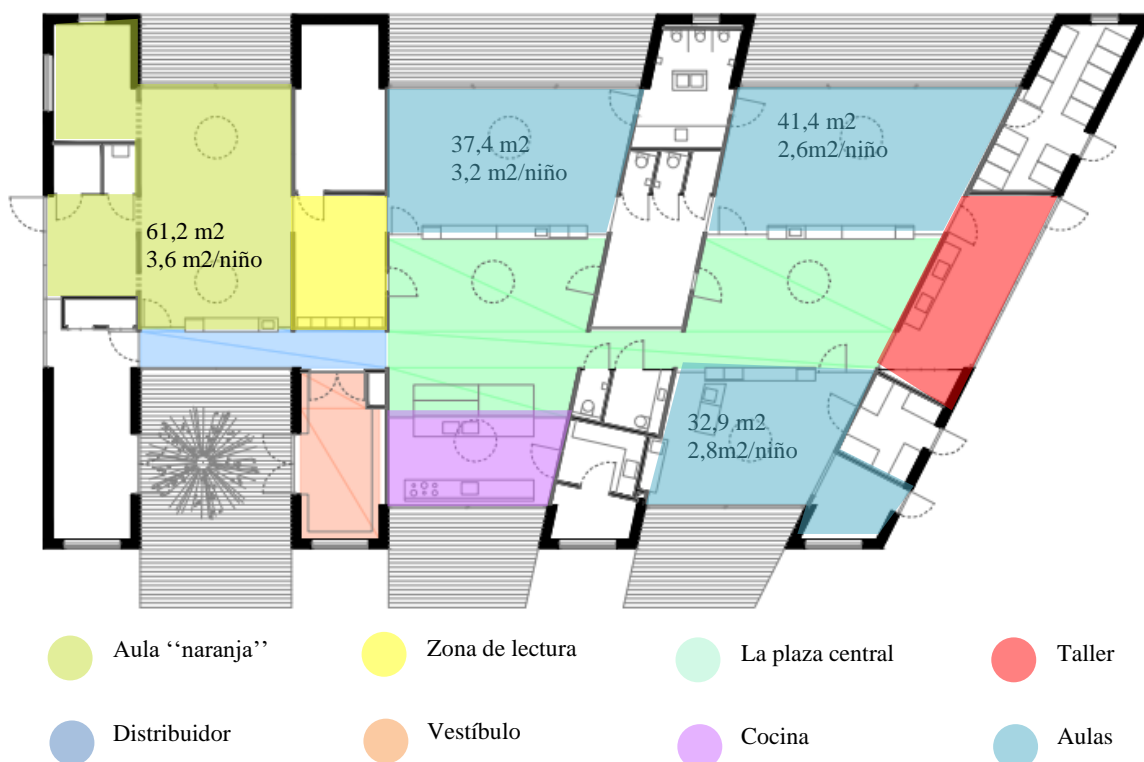 37,4 m2
3,2 m2/niño
41,4 m2
2,6m2/niño
61,2 m2
3,6 m2/niño
32,9 m2
2,8m2/niño
Aula ‘‘naranja’’
Zona de lectura
La plaza central
Taller
Distribuidor
Vestíbulo
Cocina
Aulas